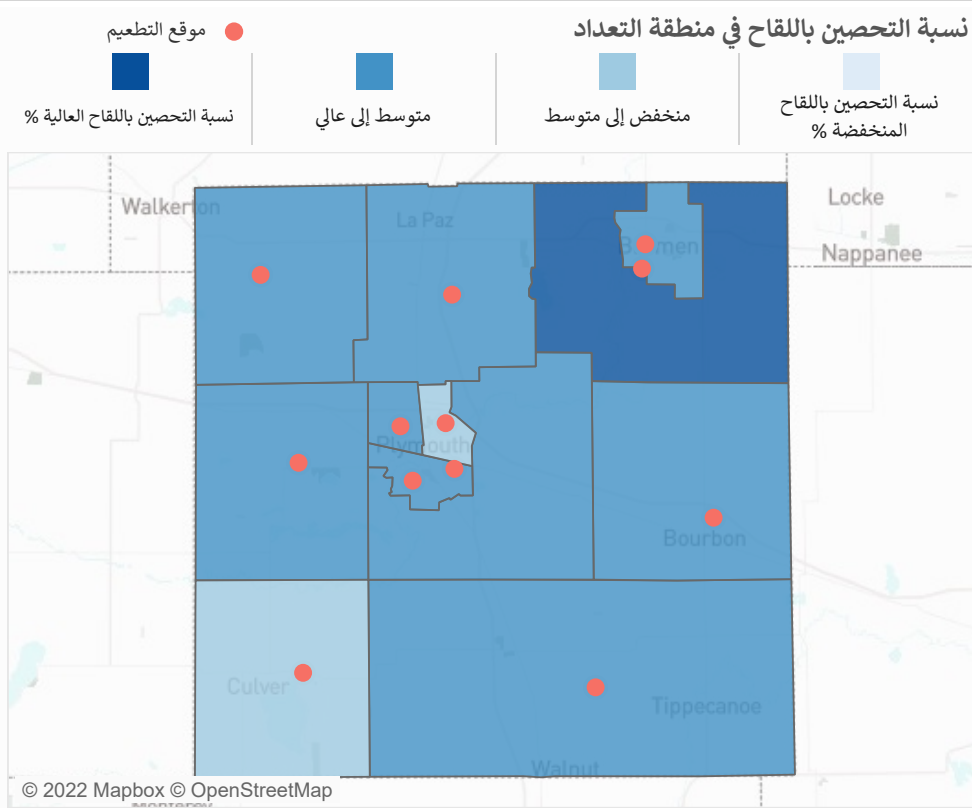 نسبة التحصين باللقاح في منطقة التعداد
موقع التطعيم
نسبة التحصين باللقاح
المنخفضة %
منخفض إلى متوسط
متوسط إلى عالي
نسبة التحصين باللقاح العالية %
Walkerton
La Paz
Locke
Nappanee
Plymouth
Bourbon
Culver
Tippecanoe
Walnut
© 2022 Mapbox © OpenStreetMap